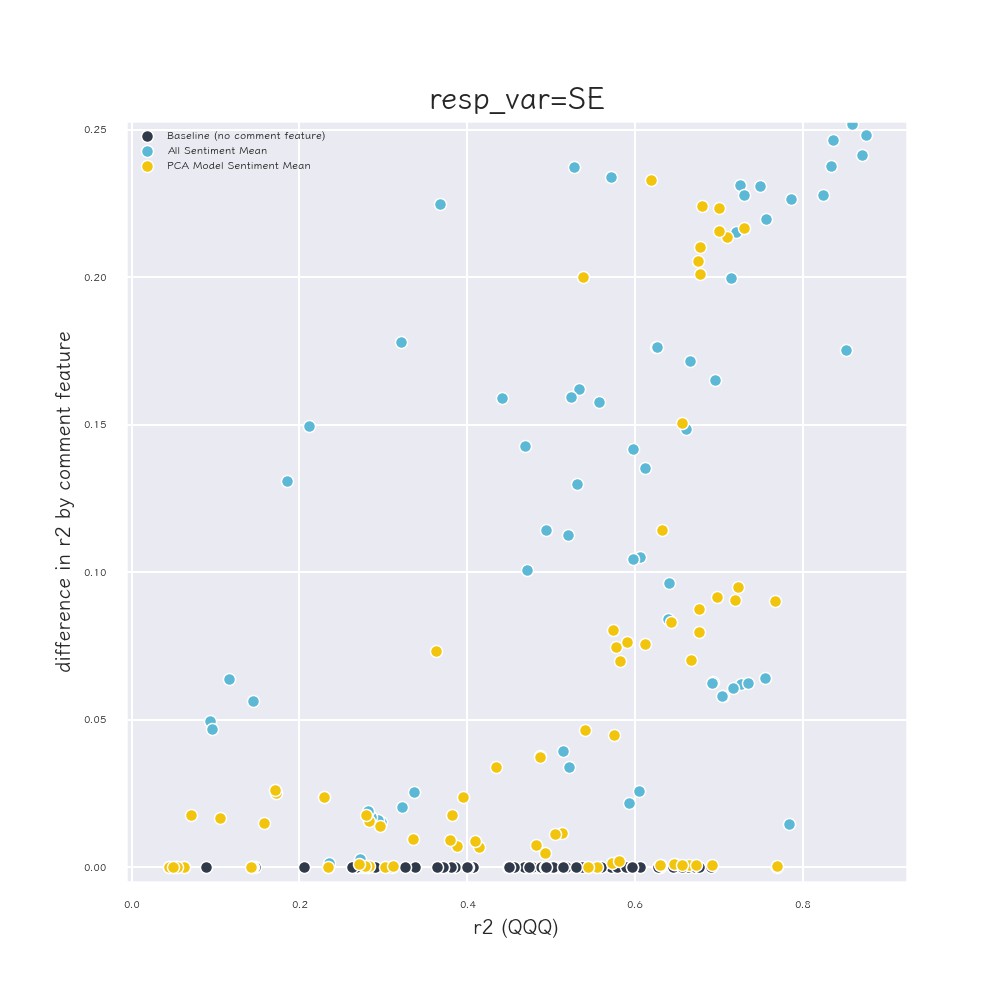 resp_var=SE
Baseline (no comment feature)
All Sentiment Mean
PCA Model Sentiment Mean
0.25
0.20
0.15
0.10
0.05
0.00
difference in r2 by comment feature
0.0 0.2 0.4 0.6 0.8
r2 (QQQ)